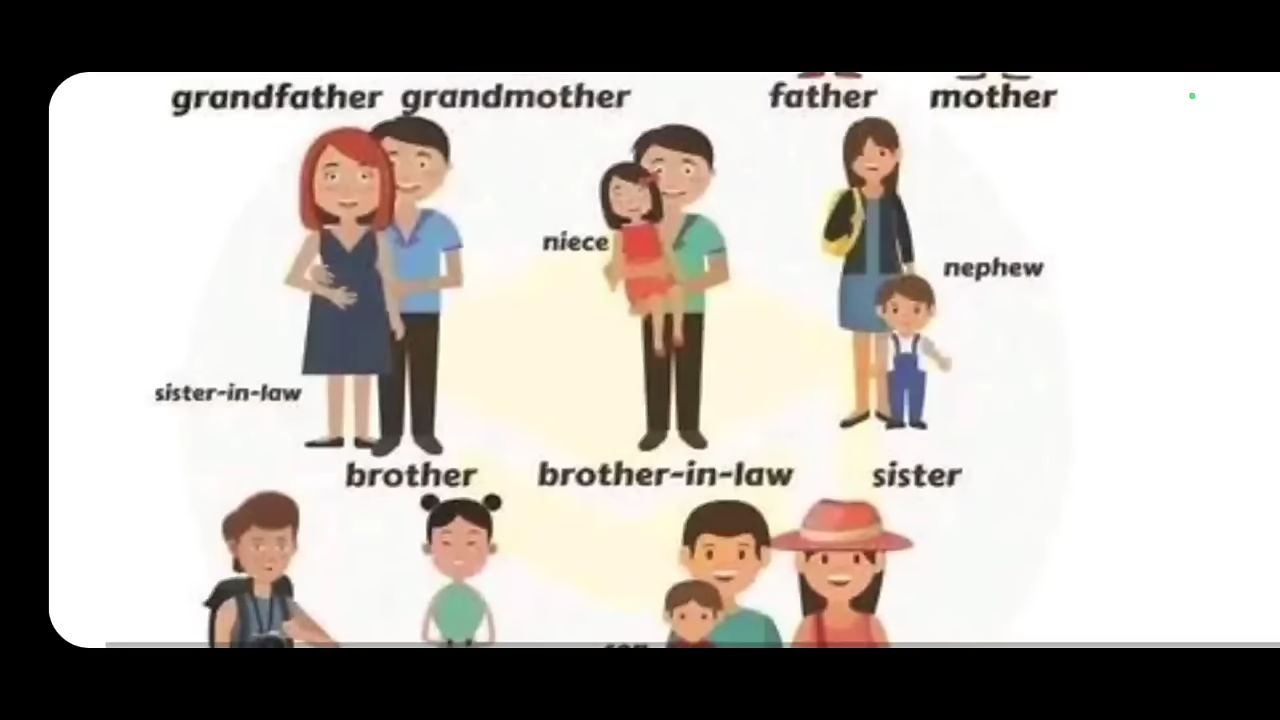 grandfather grandmother father mother
niece
nephew
sister-in-law
brother brother-in-law sister